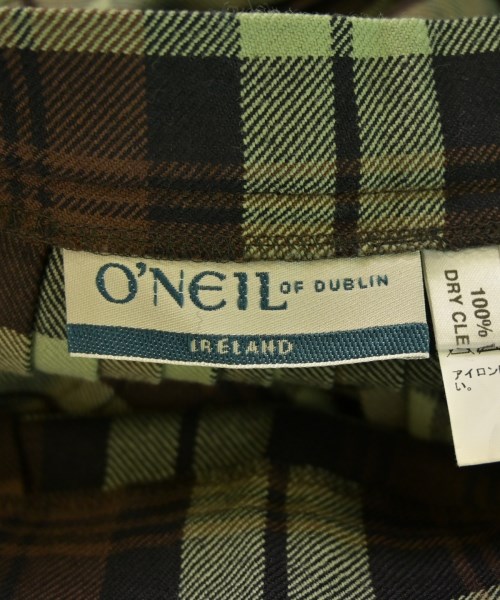 O'NEIL OF DUBLIN
IRELAND
100%
DRY CLE
アイロン
い。